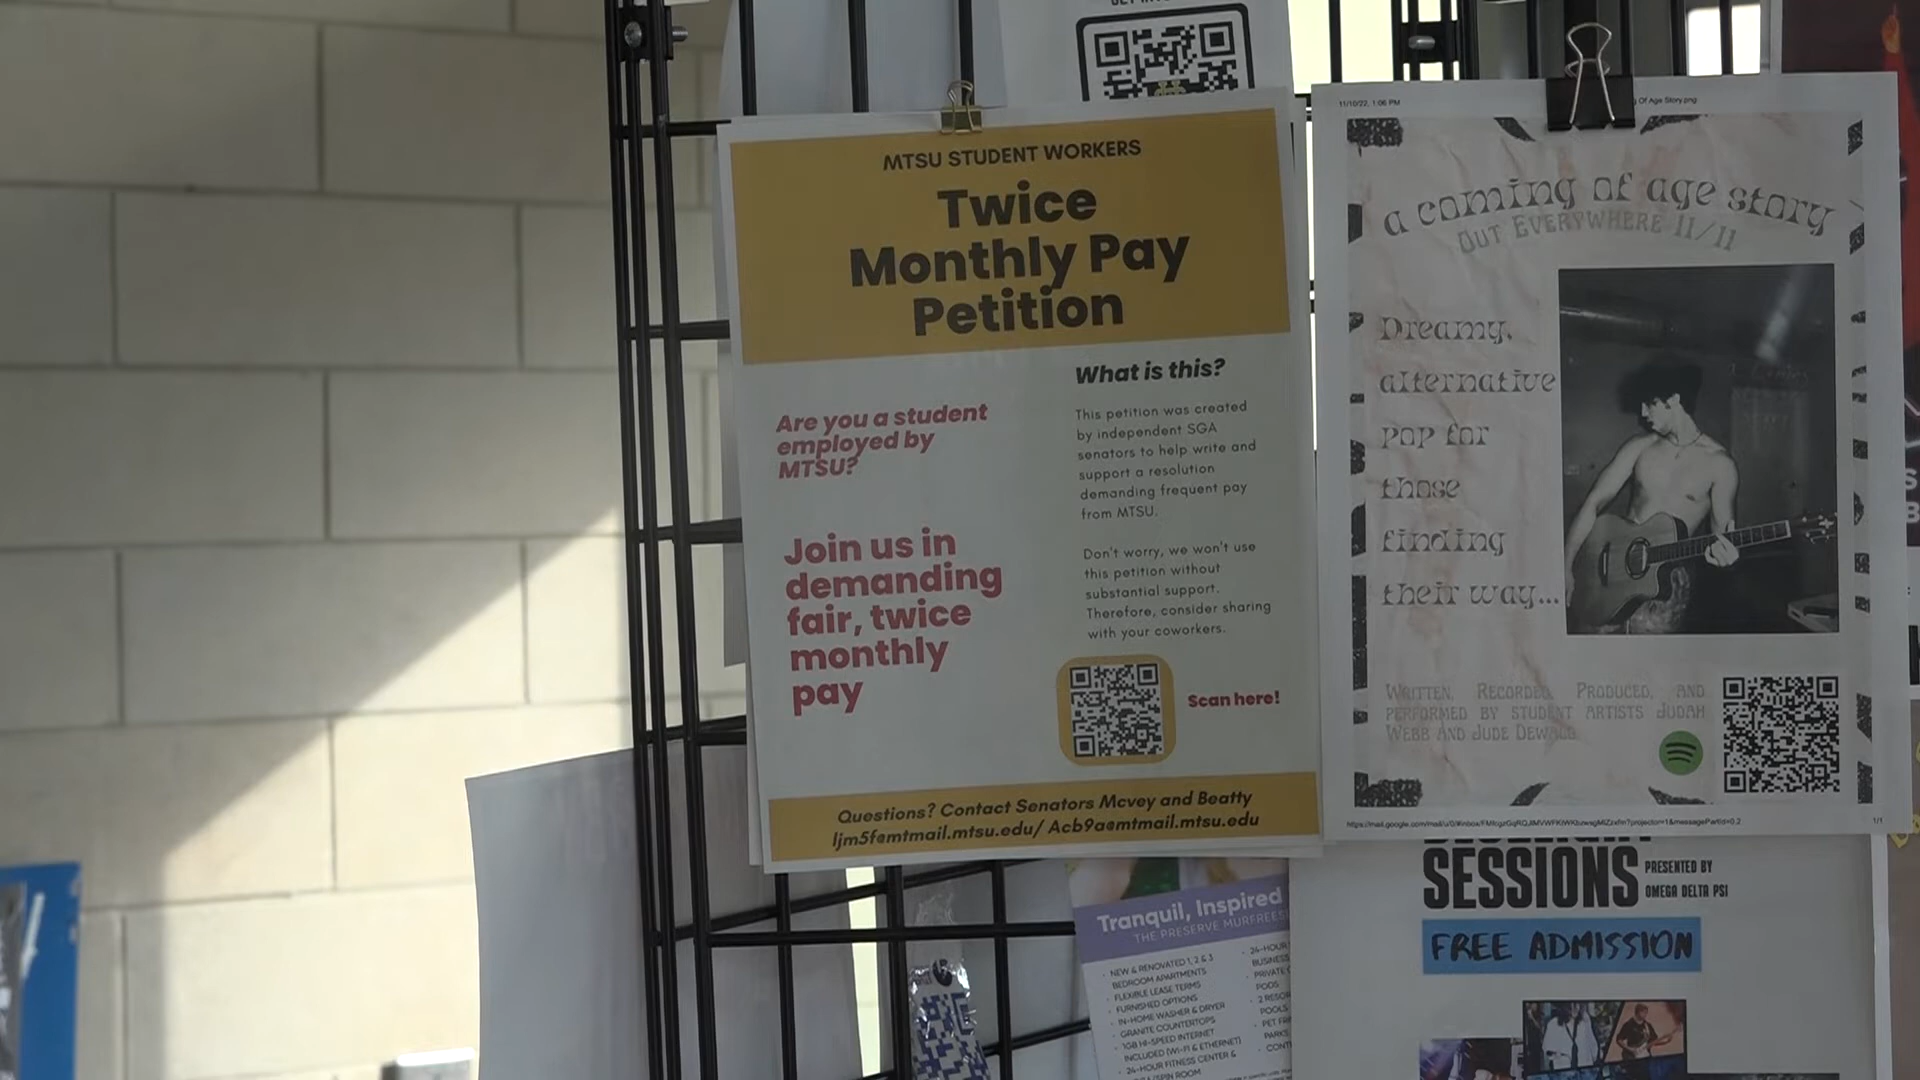 MTSU STUDENT WORKERS
Twice
Monthly Pay
Petition
Are you a student
employed by
MTSU?
Join us in
demanding
fair, twice
monthly
pay
What is this?
This petition was created
by independent SGA
senators to help write and
support a resolution
demanding frequent pay
from MTSU.
Don't worry, we won't use
this petition without
substantial support.
Therefore, consider sharing
with your coworkers.
Scan here!
Questions? Contact Senators Mcvey and Beatty
ljm5f@mtmail.mtsu.edu/ Acb9a@mtmail.mtsu.edu
11/10/22, 1:06 PM
Of Age Story.png
a coming of age story
OUT EVERYWHERE 11/11
Dreamy,
alternative
pop for
those
finding
their way...
WRITTEN, RECORDED, PRODUCED, AND
PERFORMED BY STUDENT ARTISTS JUDAH
WEBB AND JUDE DEWALD
1/1
SESSIONS
PRESENTED BY
OMEGA DELTA PSI
FREE ADMISSION
Tranquil, Inspired
THE PRESERVE
• NEW & RENOVATED 1, 2 & 3
BEDROOM APARTMENTS
• FLEXIBLE LEASE TERMS
• FURNISHED OPTIONS
• IN-HOME WASHER & DRYER
• GRANITE COUNTERTOPS
• 1GB HI-SPEED INTERNET
INCLUDED (WI-FI & ETHERNET)
• 24-HOUR FITNESS CENTER &
SPIN ROOM
• 24-HOUR
BUSINESS
• PRIVATE
POOLS